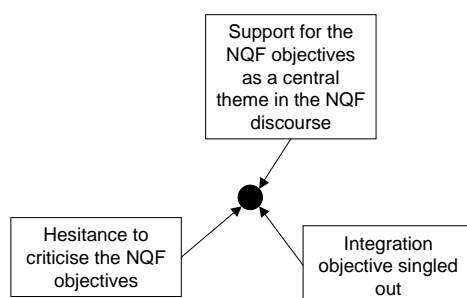 Support for the
NQF objectives
as a central
theme in the NQF
discourse
Hesitance to
criticise the NQF
objectives
Integration
objective singled
out